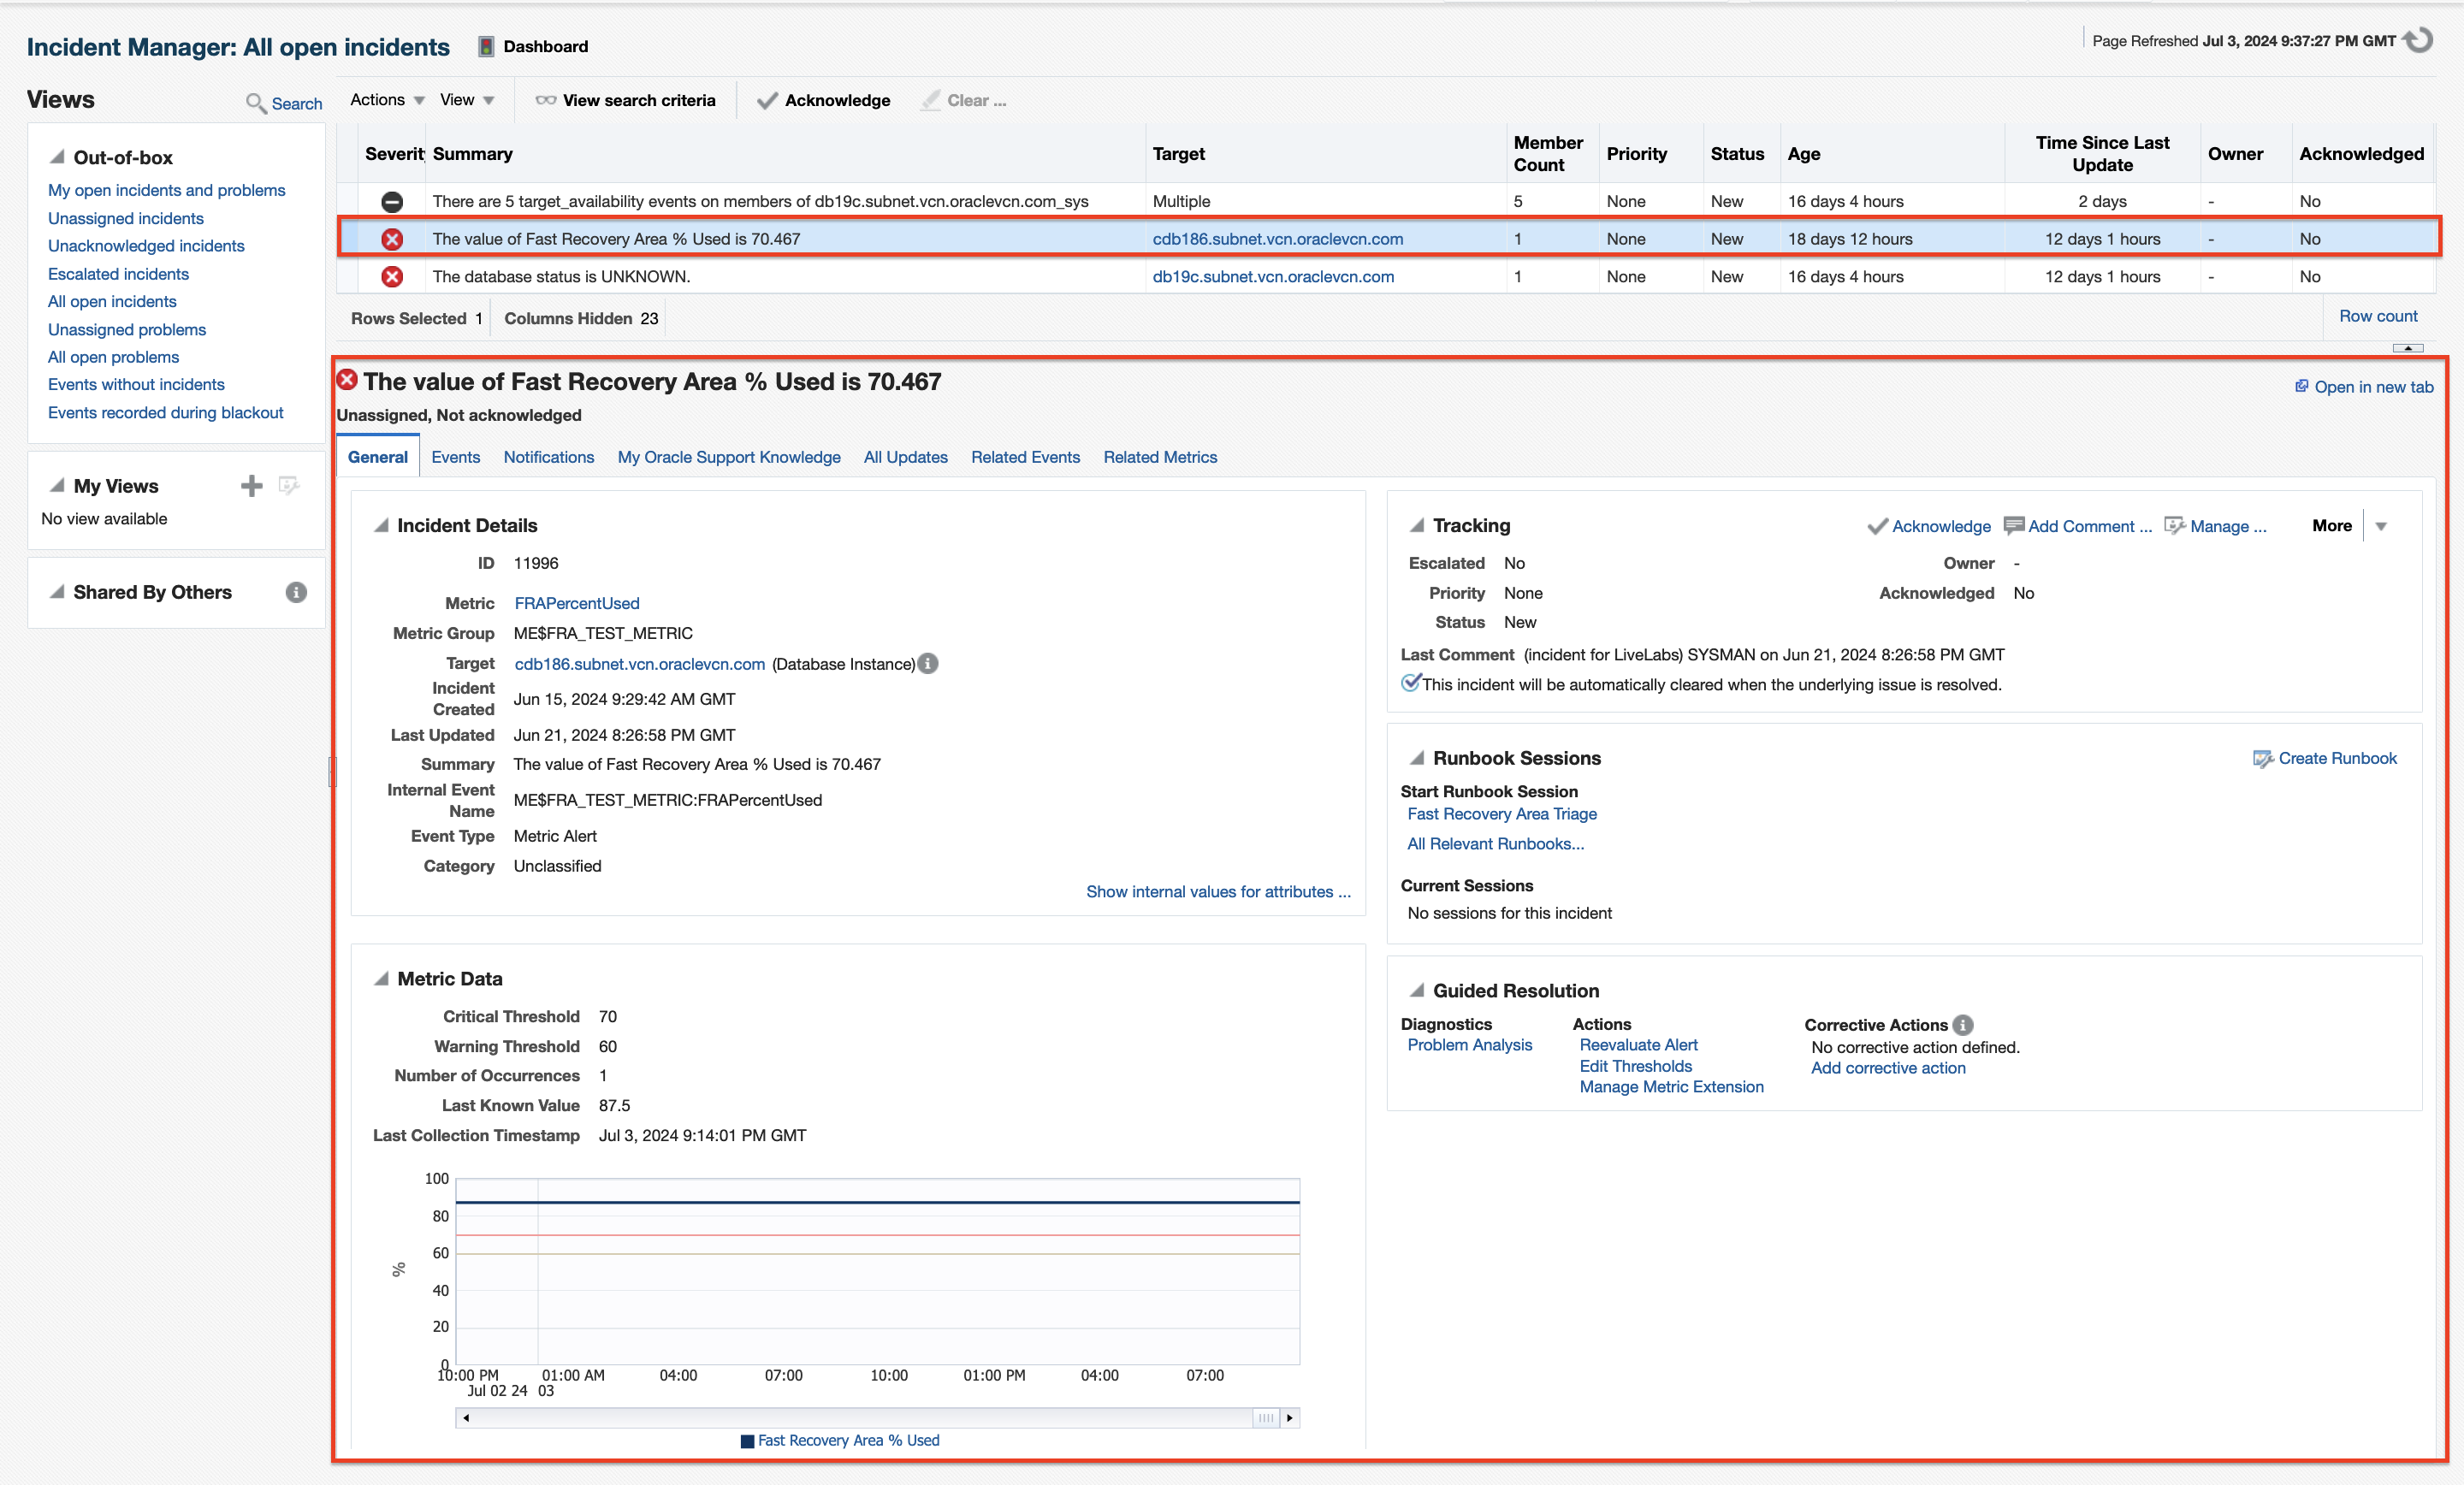 Incident Manager: All open incidents
Dashboard
Page Refreshed Jul 3, 2024 9:37:27 PM GMT
Views
Search
Actions View View search criteria Acknowledge Clear ...
Out-of-box
My open incidents and problems
Unassigned incidents
Unacknowledged incidents
Escalated incidents
All open incidents
Unassigned problems
All open problems
Events without incidents
Events recorded during blackout
My Views
No view available
Shared By Others
Severit Summary Target Member Count Priority Status Age Time Since Last Update Owner Acknowledged
There are 5 target_availability events on members of db19c.subnet.vcn.oraclevcn.com_sys Multiple 5 None New 16 days 4 hours 2 days - No
The value of Fast Recovery Area % Used is 70.467 cdb186.subnet.vcn.oraclevcn.com 1 None New 18 days 12 hours 12 days 1 hours - No
The database status is UNKNOWN. db19c.subnet.vcn.oraclevcn.com 1 None New 16 days 4 hours 12 days 1 hours - No
Rows Selected 1 Columns Hidden 23
Row count
The value of Fast Recovery Area % Used is 70.467
Open in new tab
Unassigned, Not acknowledged
General Events Notifications My Oracle Support Knowledge All Updates Related Events Related Metrics
Incident Details
ID 11996
Metric FRAPercentUsed
Metric Group ME$FRA_TEST_METRIC
Target cdb186.subnet.vcn.oraclevcn.com (Database Instance)
Incident Created Jun 15, 2024 9:29:42 AM GMT
Last Updated Jun 21, 2024 8:26:58 PM GMT
Summary The value of Fast Recovery Area % Used is 70.467
Internal Event Name ME$FRA_TEST_METRIC:FRAPercentUsed
Event Type Metric Alert
Category Unclassified
Show internal values for attributes ...
Metric Data
Critical Threshold 70
Warning Threshold 60
Number of Occurrences 1
Last Known Value 87.5
Last Collection Timestamp Jul 3, 2024 9:14:01 PM GMT
100
80
60
40
20
0
%
10:00 PM 01:00 AM 04:00 07:00 10:00 01:00 PM 04:00 07:00
Jul 02 24 03
Fast Recovery Area % Used
Tracking
Acknowledge Add Comment ... Manage ... More
Escalated No Owner -
Priority None Acknowledged No
Status New
Last Comment (incident for LiveLabs) SYSMAN on Jun 21, 2024 8:26:58 PM GMT
This incident will be automatically cleared when the underlying issue is resolved.
Runbook Sessions
Create Runbook
Start Runbook Session
Fast Recovery Area Triage
All Relevant Runbooks...
Current Sessions
No sessions for this incident
Guided Resolution
Diagnostics Actions Corrective Actions
Problem Analysis Reevaluate Alert No corrective action defined.
Edit Thresholds Add corrective action
Manage Metric Extension